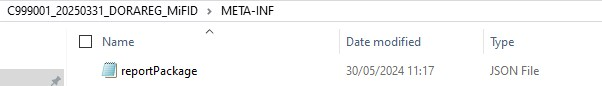 C999001_20250331_DORAREG_MiFID > META-INF
Name Date modified Type
reportPackage 30/05/2024 11:17 JSON File